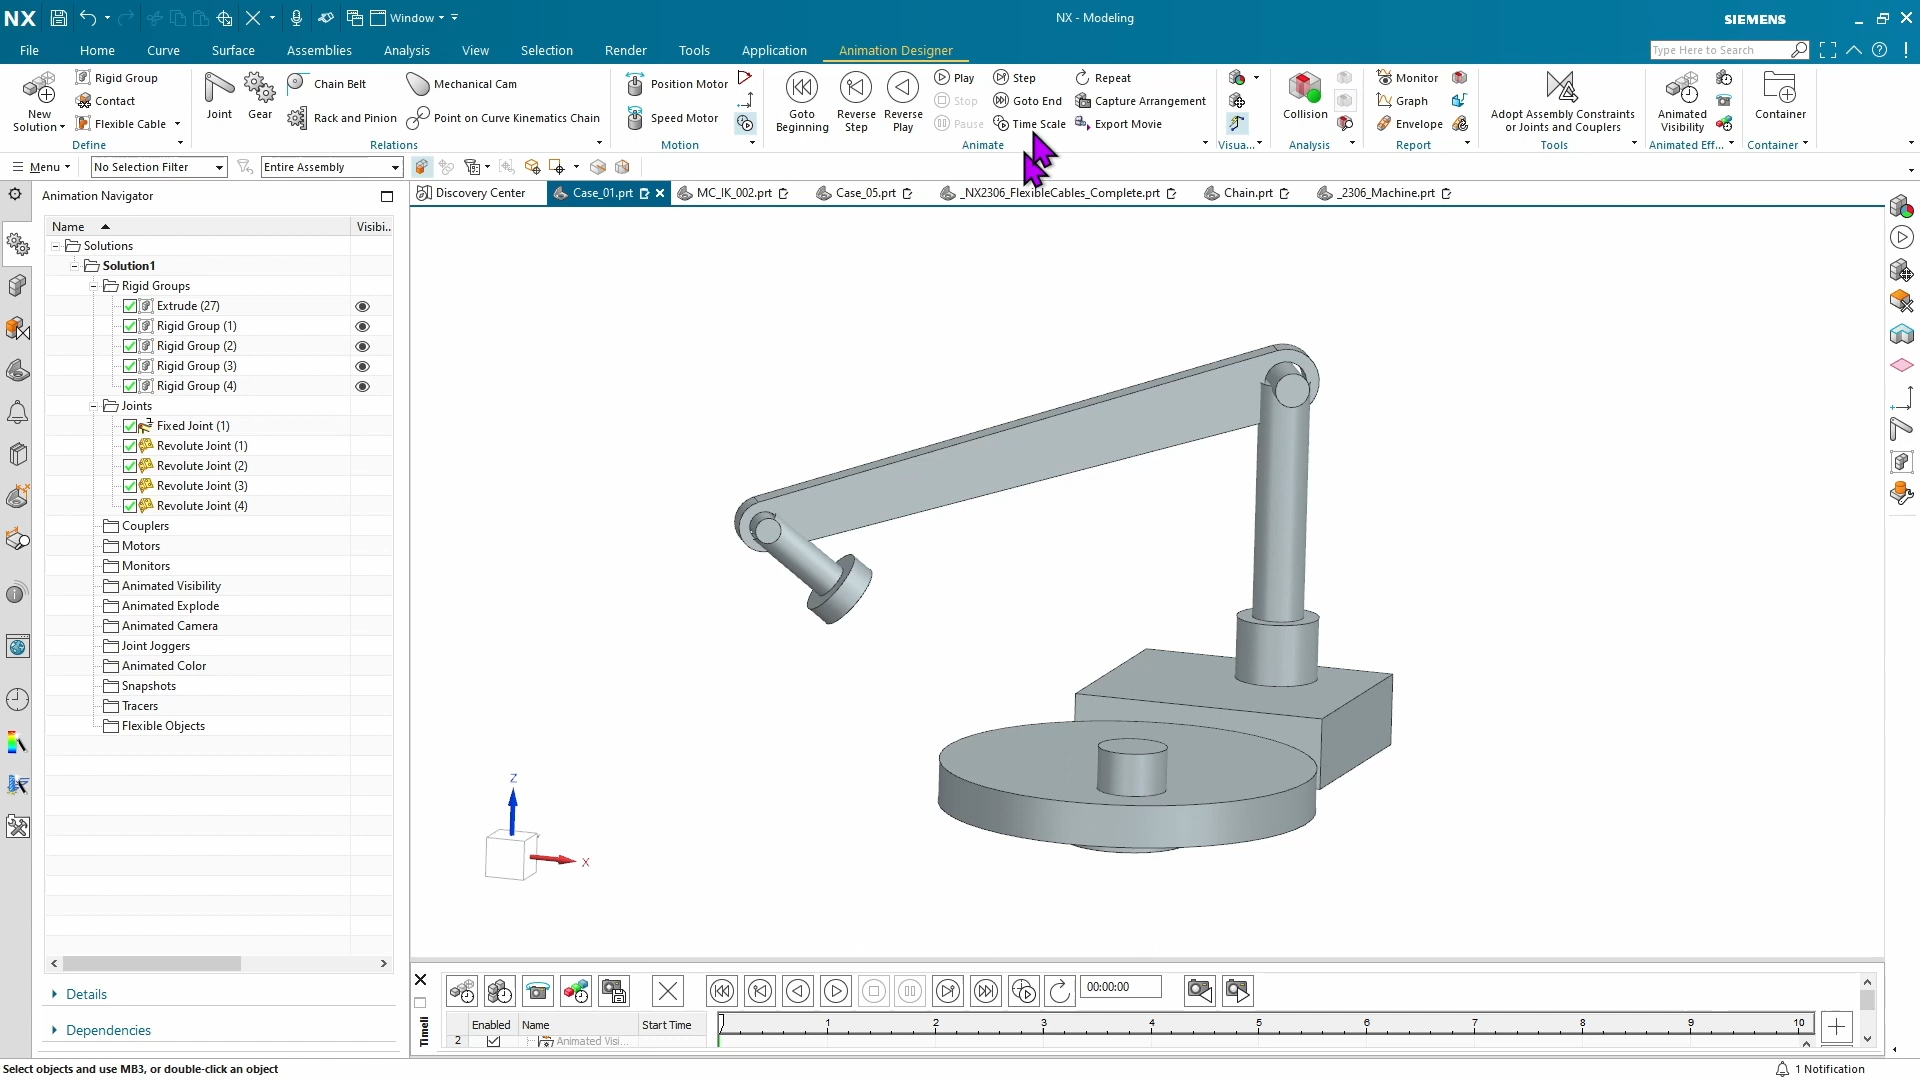 NX
Window
NX - Modeling
SIEMENS
File Home Curve Surface Assemblies Analysis View Selection Render Tools Application Animation Designer
Type Here to Search
Rigid Group
Contact
Flexible Cable
New
Solution
Define
Joint
Gear
Chain Belt
Rack and Pinion
Mechanical Cam
Point on Curve Kinematics Chain
Relations
Position Motor
Speed Motor
Motion
Goto
Beginning
Reverse
Step
Reverse
Play
Play
Stop
Pause
Step
Goto End
Time Scale
Repeat
Capture Arrangement
Export Movie
Animate
Visua...
Collision
Analysis
Monitor
Graph
Envelope
Report
Adopt Assembly Constraints
or Joints and Couplers
Tools
Animated
Visibility
Animated Eff...
Container
Container
Menu
No Selection Filter
Entire Assembly
Discovery Center
Case_01.prt
MC_IK_002.prt
Case_05.prt
_NX2306_FlexibleCables_Complete.prt
Chain.prt
_2306_Machine.prt
Animation Navigator
Name Visibi..
Solutions
Solution1
Rigid Groups
Extrude (27)
Rigid Group (1)
Rigid Group (2)
Rigid Group (3)
Rigid Group (4)
Joints
Fixed Joint (1)
Revolute Joint (1)
Revolute Joint (2)
Revolute Joint (3)
Revolute Joint (4)
Couplers
Motors
Monitors
Animated Visibility
Animated Explode
Animated Camera
Joint Joggers
Animated Color
Snapshots
Tracers
Flexible Objects
Details
Dependencies
Z
X
00:00:00
Timeli
Enabled Name Start Time
1 2 3 4 5 6 7 8 9 10
2 Animated Visi...
Select objects and use MB3, or double-click an object
1 Notification